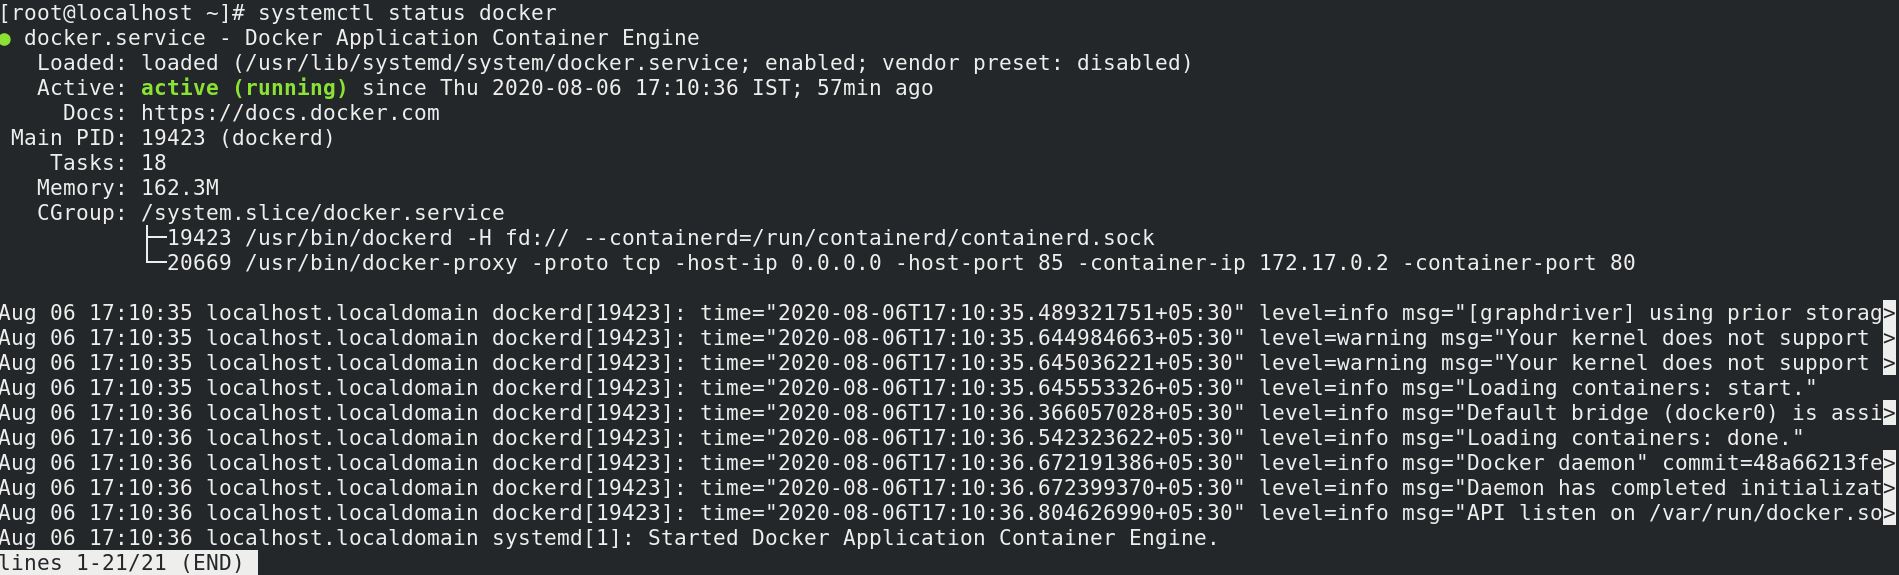 [root@localhost ~]# systemctl status docker
● docker.service - Docker Application Container Engine
   Loaded: loaded (/usr/lib/systemd/system/docker.service; enabled; vendor preset: disabled)
   Active: active (running) since Thu 2020-08-06 17:10:36 IST; 57min ago
     Docs: https://docs.docker.com
 Main PID: 19423 (dockerd)
    Tasks: 18
   Memory: 162.3M
   CGroup: /system.slice/docker.service
           ├─19423 /usr/bin/dockerd -H fd:// --containerd=/run/containerd/containerd.sock
           └─20669 /usr/bin/docker-proxy -proto tcp -host-ip 0.0.0.0 -host-port 85 -container-ip 172.17.0.2 -container-port 80
Aug 06 17:10:35 localhost.localdomain dockerd[19423]: time="2020-08-06T17:10:35.489321751+05:30" level=info msg="[graphdriver] using prior storag>
Aug 06 17:10:35 localhost.localdomain dockerd[19423]: time="2020-08-06T17:10:35.644984663+05:30" level=warning msg="Your kernel does not support >
Aug 06 17:10:35 localhost.localdomain dockerd[19423]: time="2020-08-06T17:10:35.645036221+05:30" level=warning msg="Your kernel does not support >
Aug 06 17:10:35 localhost.localdomain dockerd[19423]: time="2020-08-06T17:10:35.645553326+05:30" level=info msg="Loading containers: start."
Aug 06 17:10:36 localhost.localdomain dockerd[19423]: time="2020-08-06T17:10:36.366057028+05:30" level=info msg="Default bridge (docker0) is assi>
Aug 06 17:10:36 localhost.localdomain dockerd[19423]: time="2020-08-06T17:10:36.542323622+05:30" level=info msg="Loading containers: done."
Aug 06 17:10:36 localhost.localdomain dockerd[19423]: time="2020-08-06T17:10:36.672191386+05:30" level=info msg="Docker daemon" commit=48a66213fe>
Aug 06 17:10:36 localhost.localdomain dockerd[19423]: time="2020-08-06T17:10:36.672399370+05:30" level=info msg="Daemon has completed initializat>
Aug 06 17:10:36 localhost.localdomain dockerd[19423]: time="2020-08-06T17:10:36.804626990+05:30" level=info msg="API listen on /var/run/docker.so>
Aug 06 17:10:36 localhost.localdomain systemd[1]: Started Docker Application Container Engine.
lines 1-21/21 (END)